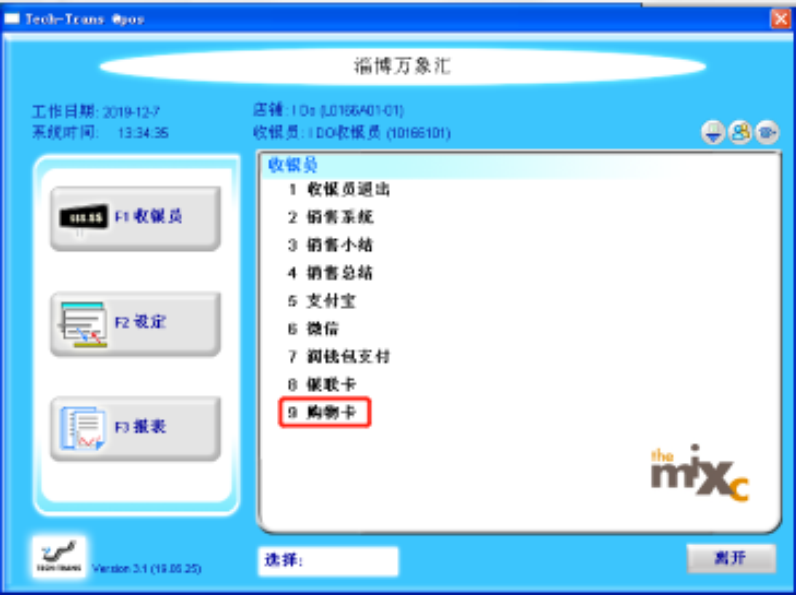 Tech-Trans @pos
淄博万象汇
工作日期: 2019-12-7
店铺: I Do (L0166A01-01)
系统时间: 13:34:35
收银员: I DO收银员 (10166101)
收银员
1 收银员退出
2 销售系统
3 销售小结
4 销售总结
5 支付宝
6 微信
7 润钱包支付
8 银联卡
9 购物卡
F1 收银员
F2 设定
F3 报表
the mixc
TECH-TRANS
Version 3.1 (19.05.25)
选择:
离开